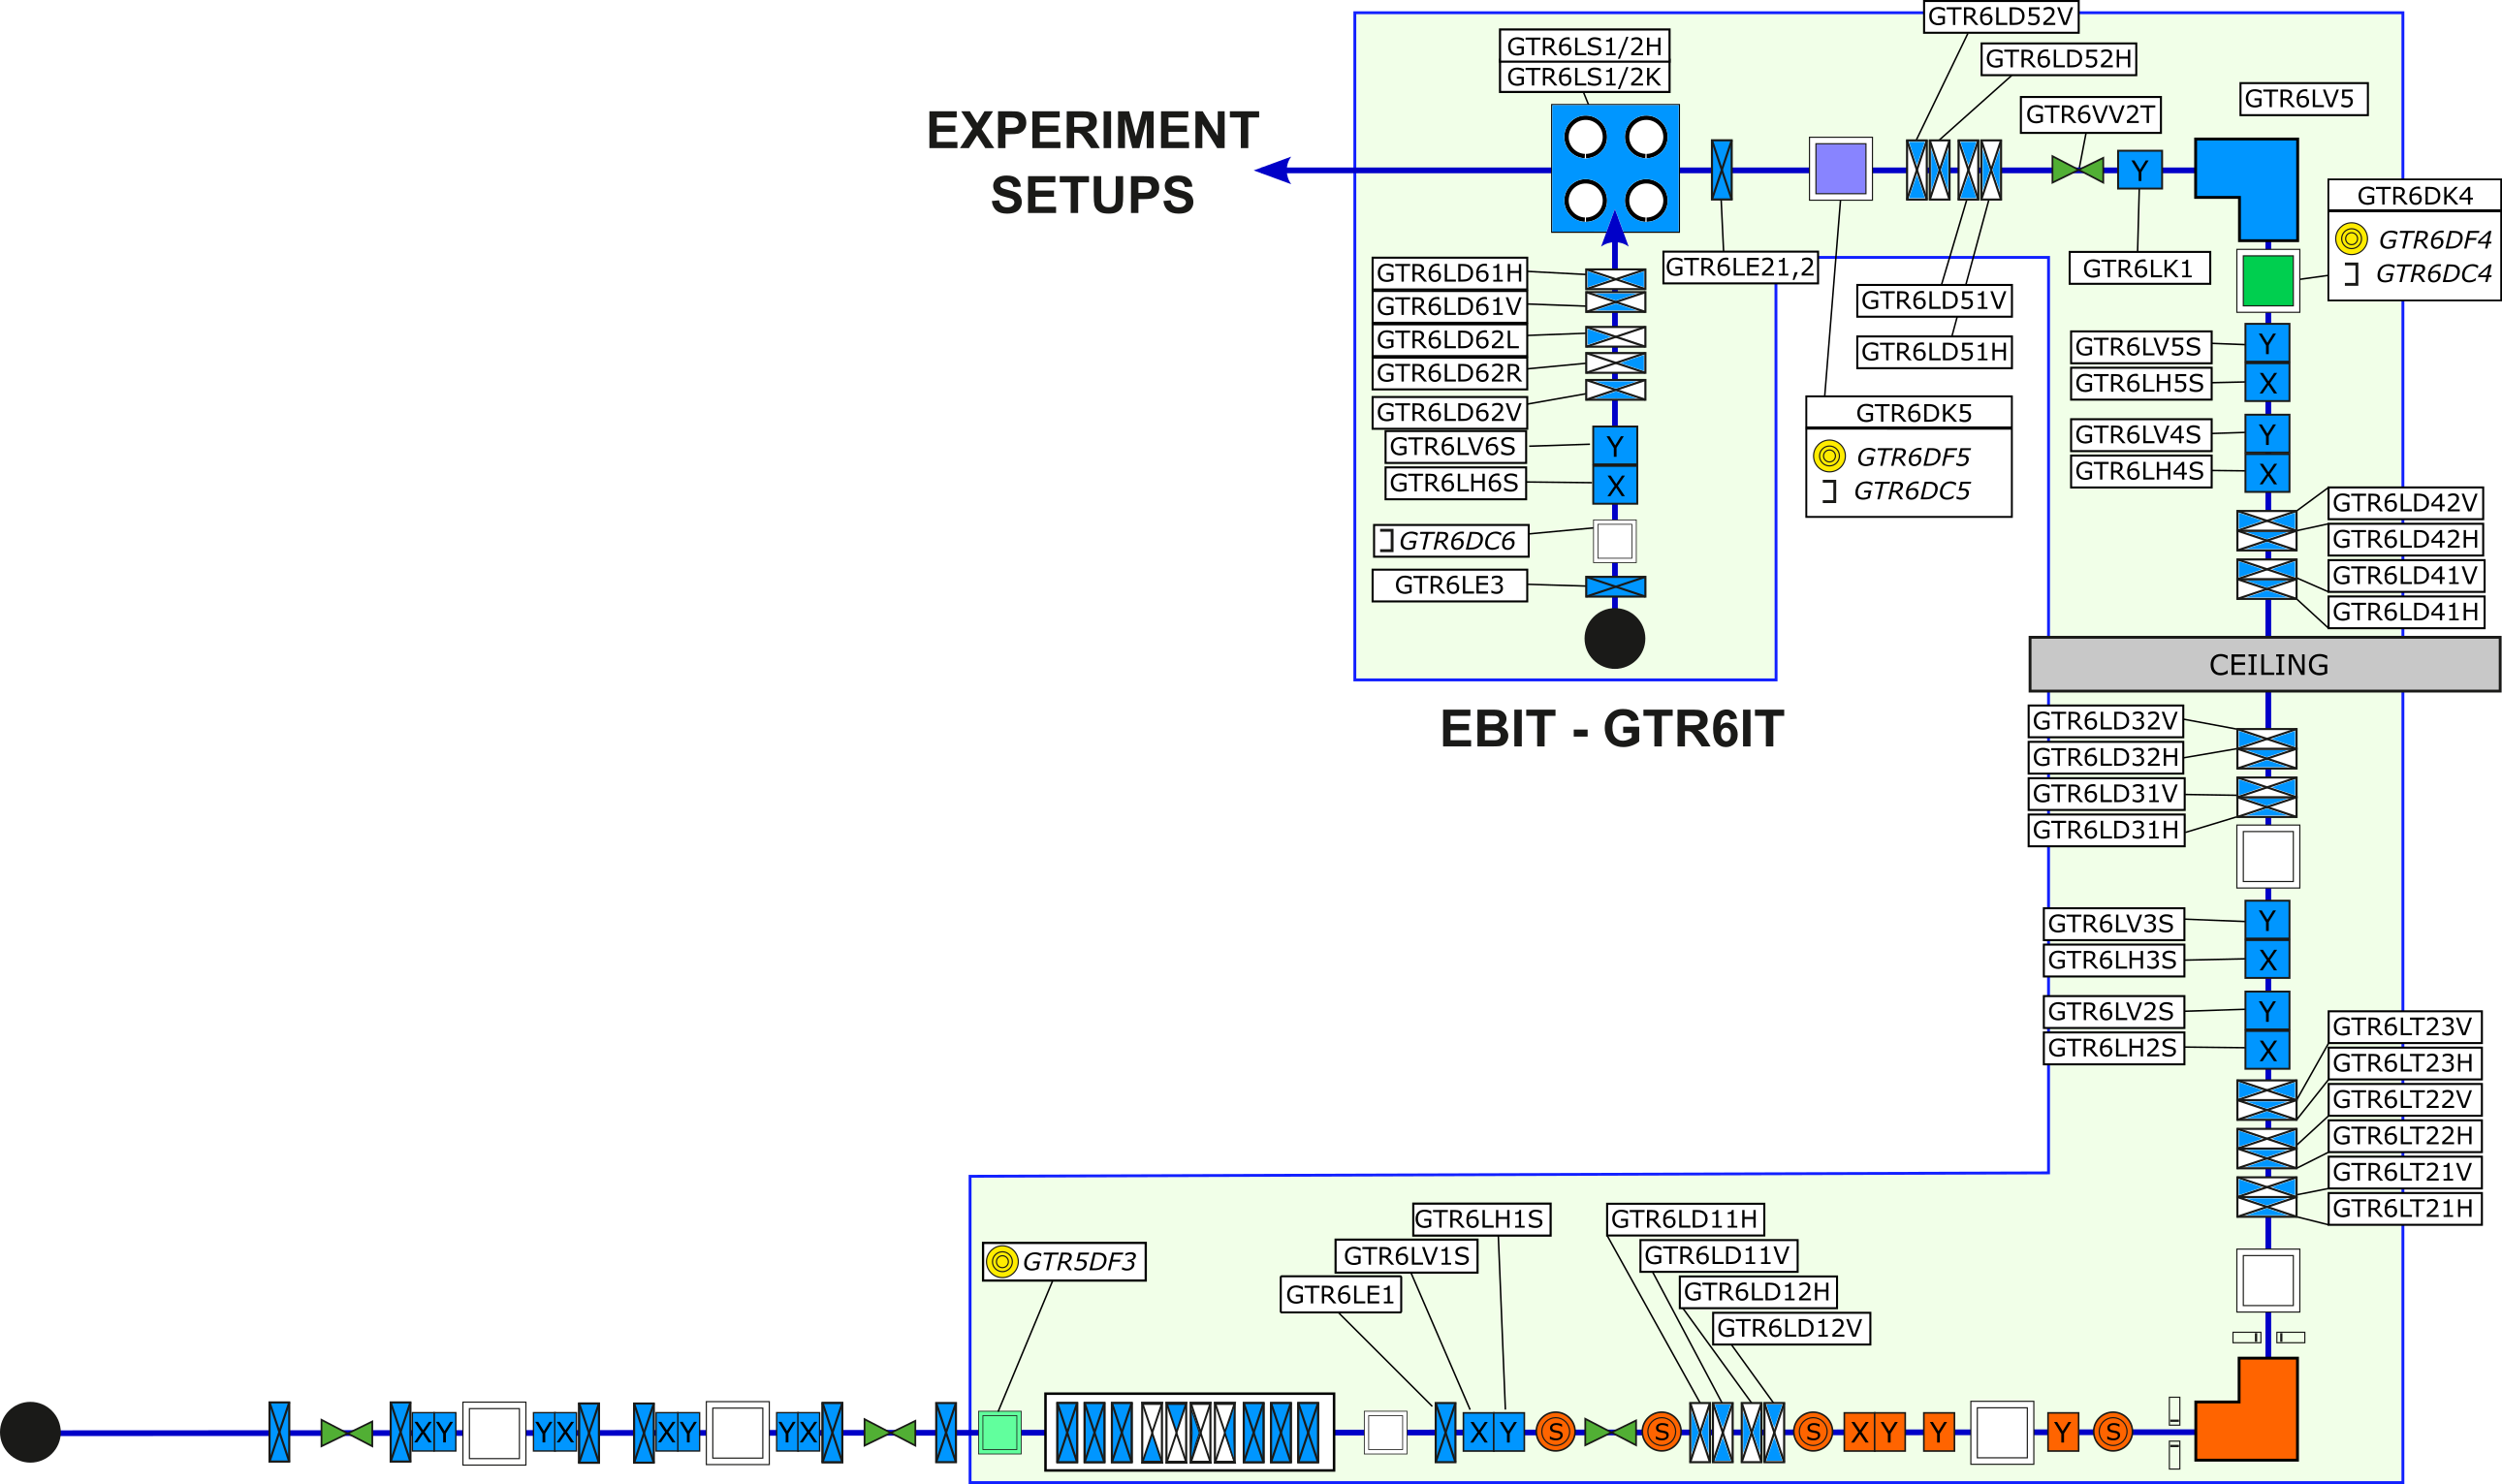 GTR6LD52V
GTR6LS1/2H
GTR6LS1/2K
GTR6LD52H
GTR6LV5
GTR6VV2T
EXPERIMENT
SETUPS
Y
GTR6DK4
GTR6DF4
GTR6DC4
GTR6LE21,2
GTR6LK1
GTR6LD61H
GTR6LD61V
GTR6LD62L
GTR6LD62R
GTR6LD62V
GTR6LD51V
GTR6LD51H
GTR6LV5S
Y
GTR6LH5S
X
GTR6DK5
GTR6DF5
GTR6DC5
GTR6LV6S
Y
GTR6LH6S
X
GTR6LV4S
Y
GTR6LH4S
X
GTR6LD42V
GTR6LD42H
GTR6LD41V
GTR6LD41H
GTR6DC6
GTR6LE3
CEILING
EBIT - GTR6IT
GTR6LD32V
GTR6LD32H
GTR6LD31V
GTR6LD31H
GTR6LV3S
Y
GTR6LH3S
X
GTR6LV2S
Y
GTR6LH2S
X
GTR6LT23V
GTR6LT23H
GTR6LT22V
GTR6LT22H
GTR6LT21V
GTR6LT21H
GTR5DF3
GTR6LH1S
GTR6LV1S
GTR6LE1
GTR6LD11H
GTR6LD11V
GTR6LD12H
GTR6LD12V
X Y Y X X Y Y X X Y S S S X Y Y Y S